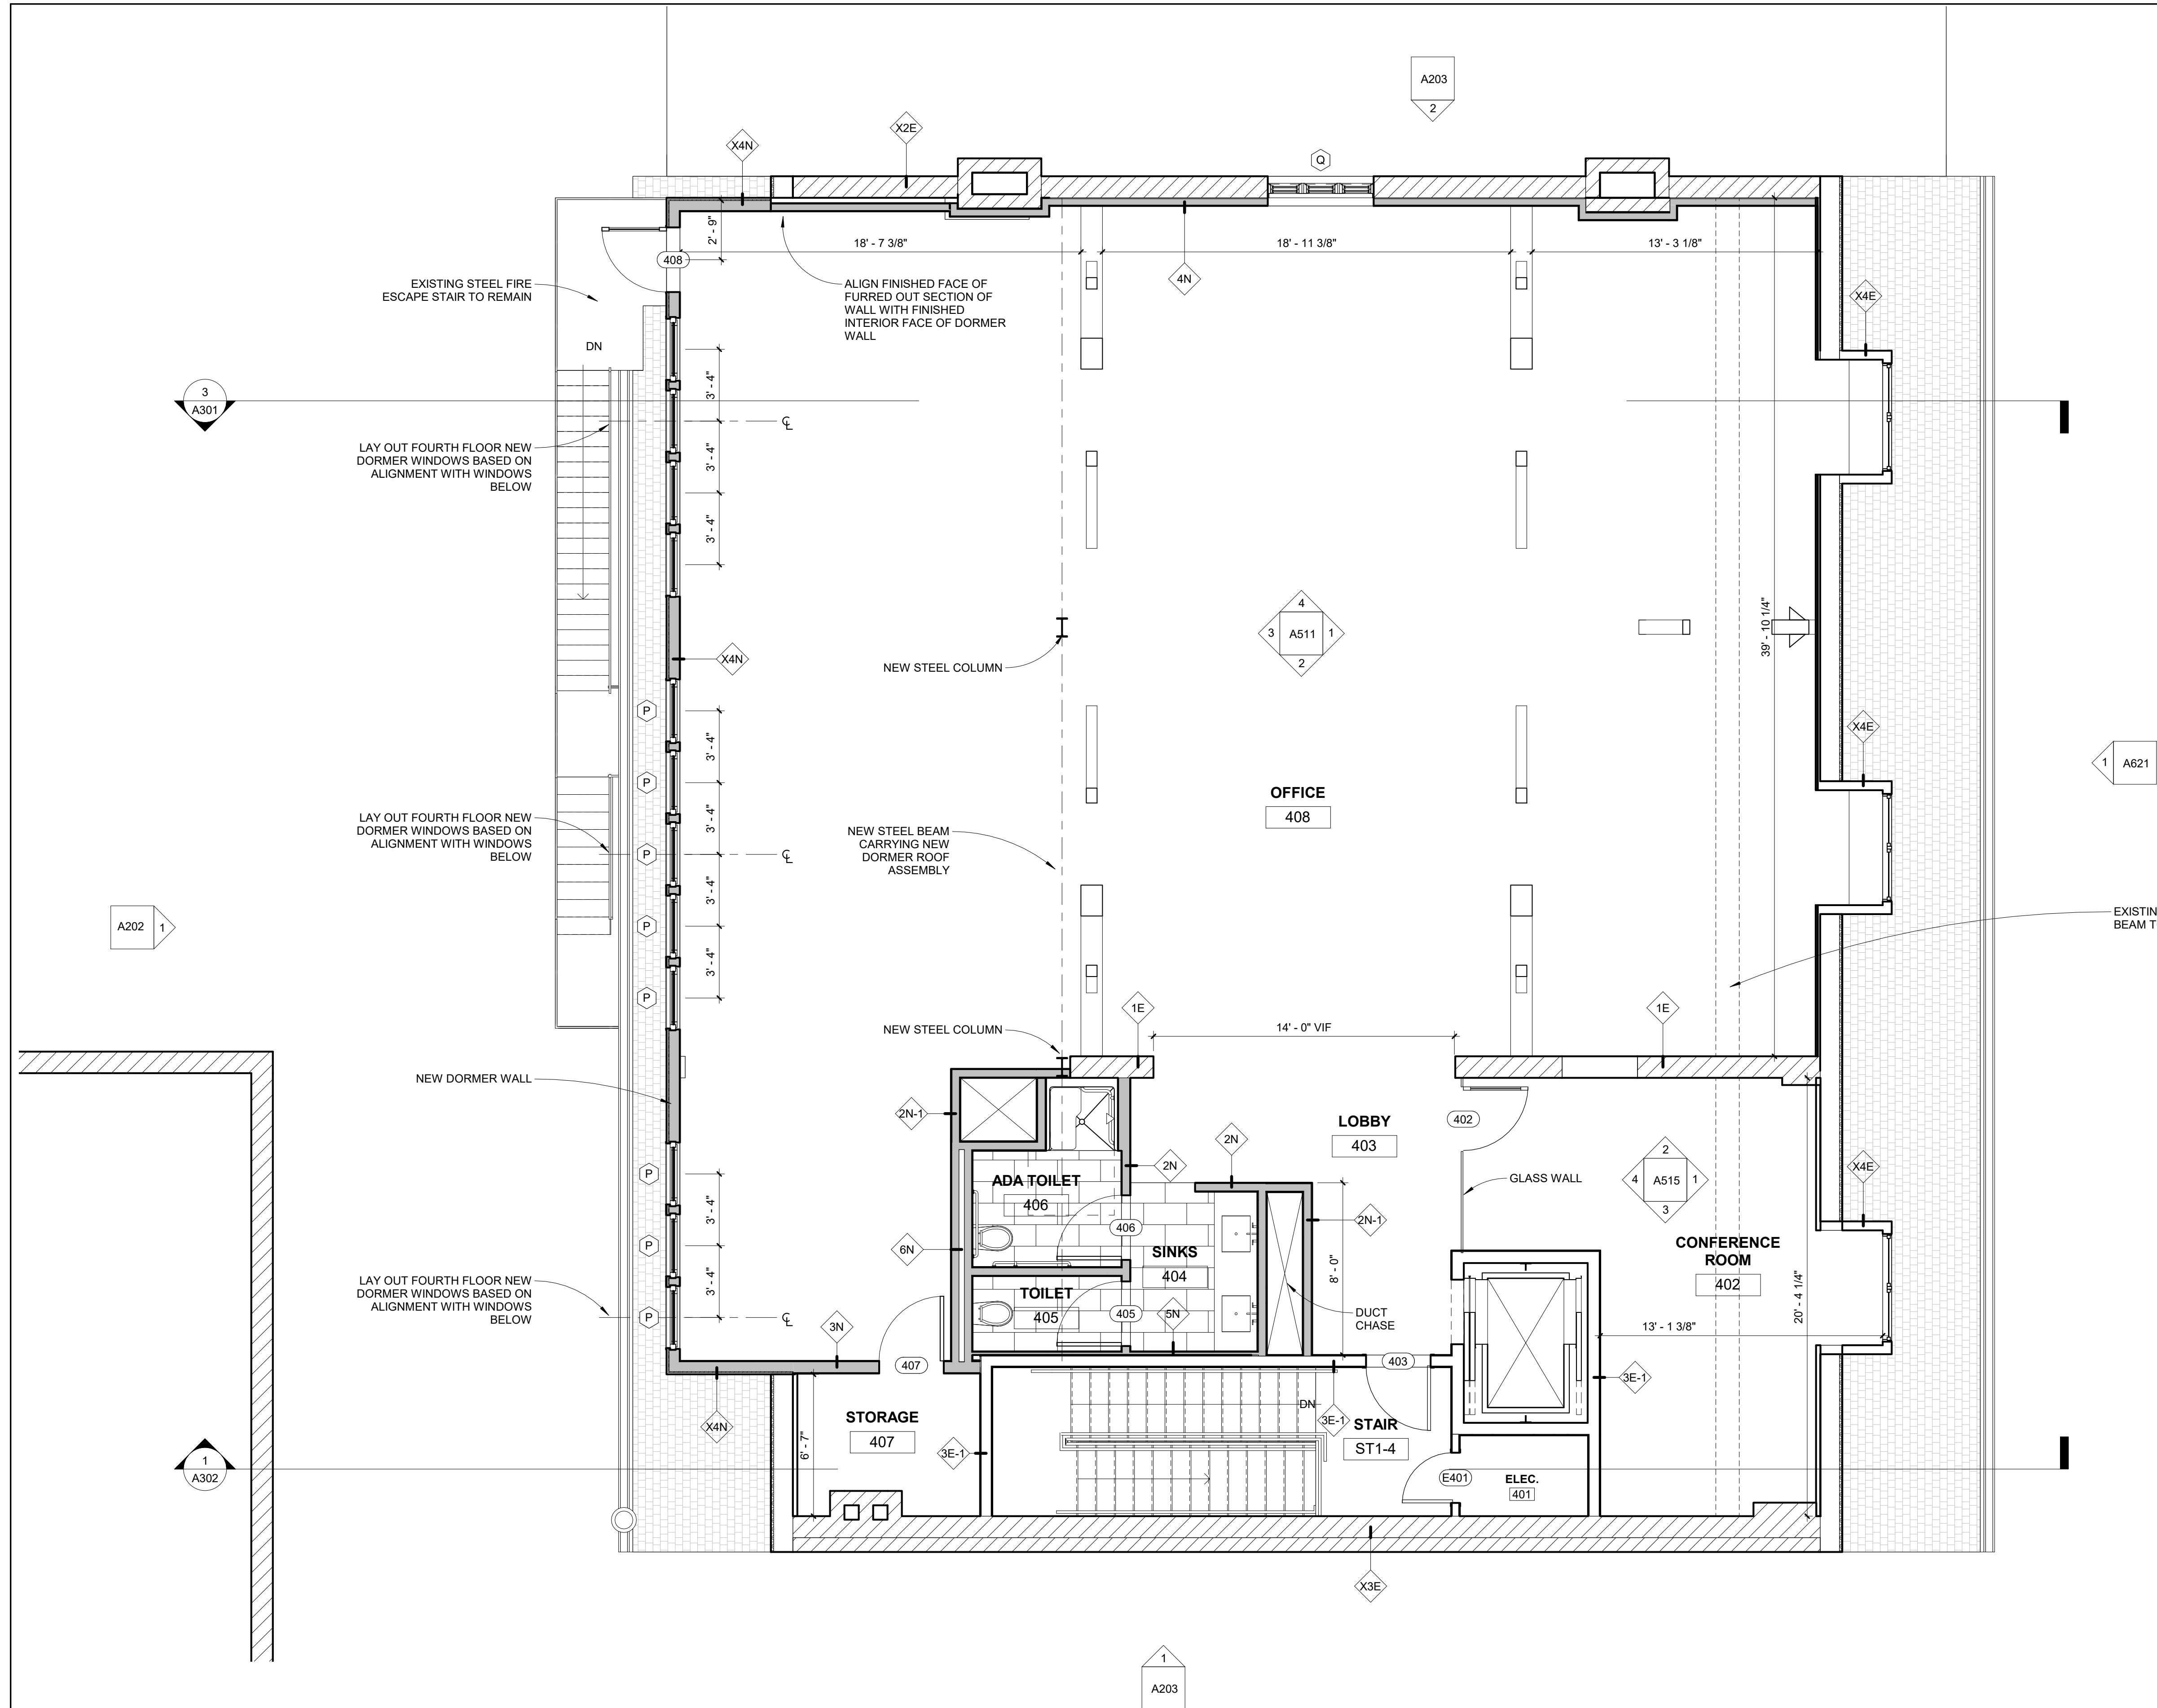 A203
2
X2E
X4N
Q
2' - 9"
18' - 7 3/8"
18' - 11 3/8"
13' - 3 1/8"
408
4N
EXISTING STEEL FIRE
ESCAPE STAIR TO REMAIN
ALIGN FINISHED FACE OF
FURRED OUT SECTION OF
WALL WITH FINISHED
INTERIOR FACE OF DORMER
WALL
X4E
DN
3
A301
3' - 4"
CL
LAY OUT FOURTH FLOOR NEW
DORMER WINDOWS BASED ON
ALIGNMENT WITH WINDOWS
BELOW
3' - 4"
3' - 4"
4
3
A511
1
2
39' - 10 1/4"
X4N
NEW STEEL COLUMN
P
3' - 4"
X4E
P
1
A621
OFFICE
408
3' - 4"
LAY OUT FOURTH FLOOR NEW
DORMER WINDOWS BASED ON
ALIGNMENT WITH WINDOWS
BELOW
P
CL
NEW STEEL BEAM
CARRYING NEW
DORMER ROOF
ASSEMBLY
3' - 4"
A202
1
P
EXISTIN
BEAM T
3' - 4"
P
1E
1E
NEW STEEL COLUMN
14' - 0" VIF
NEW DORMER WALL
2N-1
LOBBY
403
402
2N
2N
2
4
A515
1
3
GLASS WALL
X4E
P
ADA TOILET
406
3' - 4"
406
2N-1
P
6N
SINKS
404
CONFERENCE
ROOM
402
8' - 0"
20' - 4 1/4"
LAY OUT FOURTH FLOOR NEW
DORMER WINDOWS BASED ON
ALIGNMENT WITH WINDOWS
BELOW
3' - 4"
P
CL
TOILET
405
405
5N
DUCT
CHASE
13' - 1 3/8"
3N
407
403
3E-1
DN
X4N
STORAGE
407
3E-1
STAIR
ST1-4
6' - 7"
3E-1
1
A302
E401
ELEC.
401
X3E
1
A203